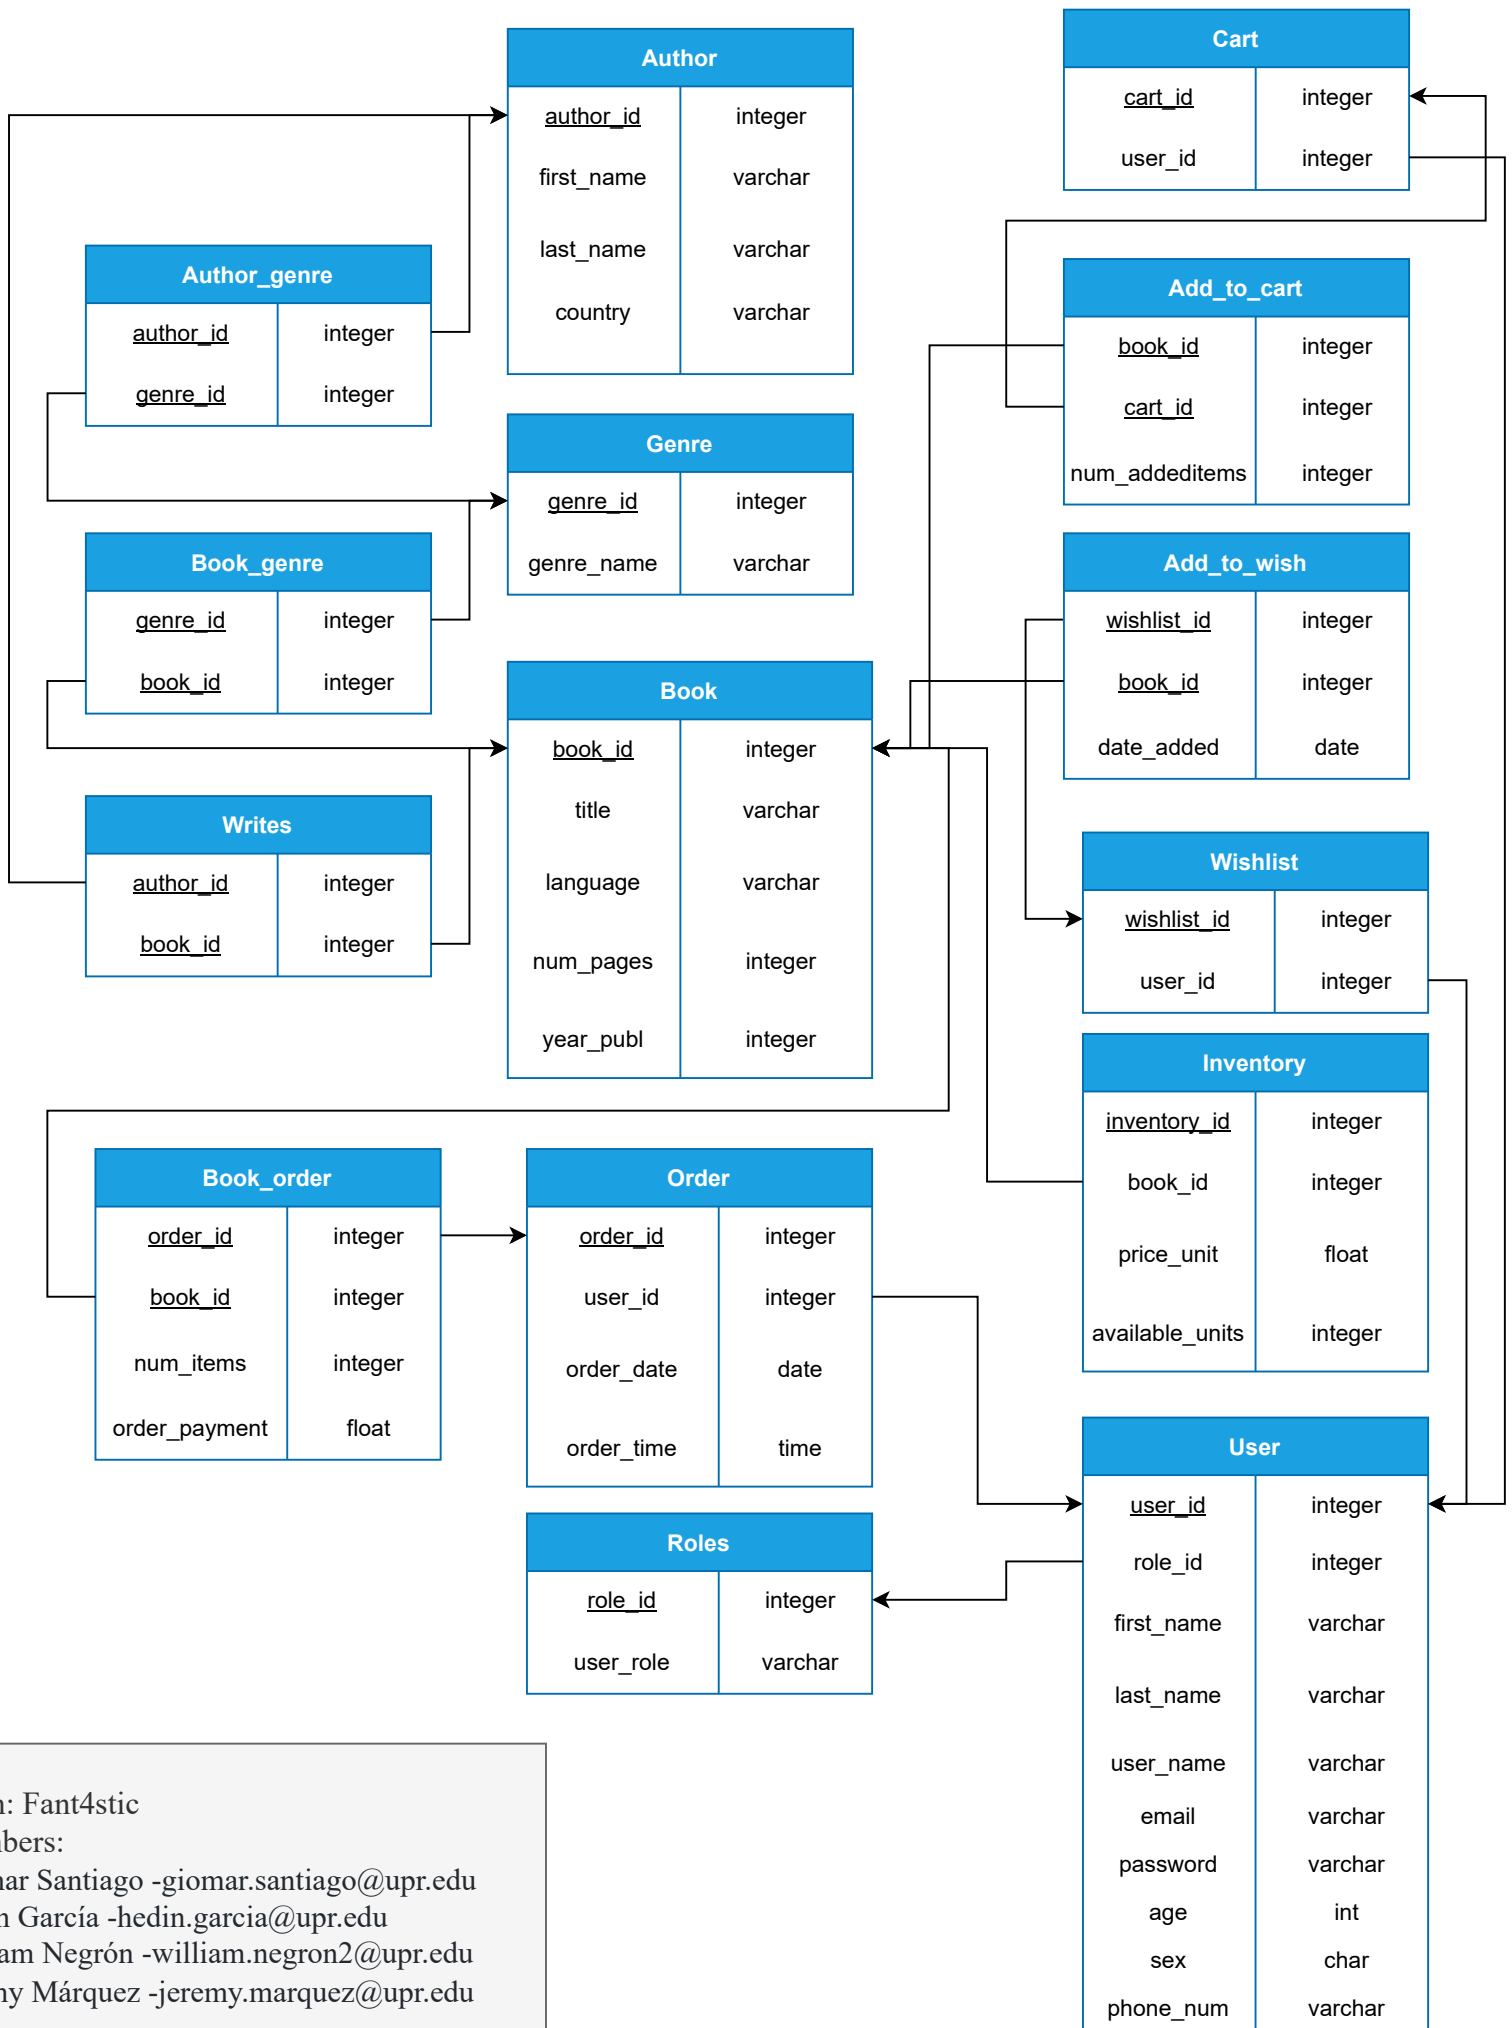 Author
author_id integer
first_name varchar
last_name varchar
country varchar
Cart
cart_id integer
user_id integer
Author_genre
author_id integer
genre_id integer
Add_to_cart
book_id integer
cart_id integer
num_addeditems integer
Genre
genre_id integer
genre_name varchar
Book_genre
genre_id integer
book_id integer
Add_to_wish
wishlist_id integer
book_id integer
date_added date
Book
book_id integer
title varchar
language varchar
num_pages integer
year_publ integer
Writes
author_id integer
book_id integer
Wishlist
wishlist_id integer
user_id integer
Inventory
inventory_id integer
book_id integer
price_unit float
available_units integer
Book_order
order_id integer
book_id integer
num_items integer
order_payment float
Order
order_id integer
user_id integer
order_date date
order_time time
User
user_id integer
role_id integer
first_name varchar
last_name varchar
user_name varchar
email varchar
password varchar
age int
sex char
phone_num varchar
Roles
role_id integer
user_role varchar
: Fant4stic
bers:
ar Santiago -giomar.santiago@upr.edu
García -hedin.garcia@upr.edu
am Negrón -william.negron2@upr.edu
ny Márquez -jeremy.marquez@upr.edu